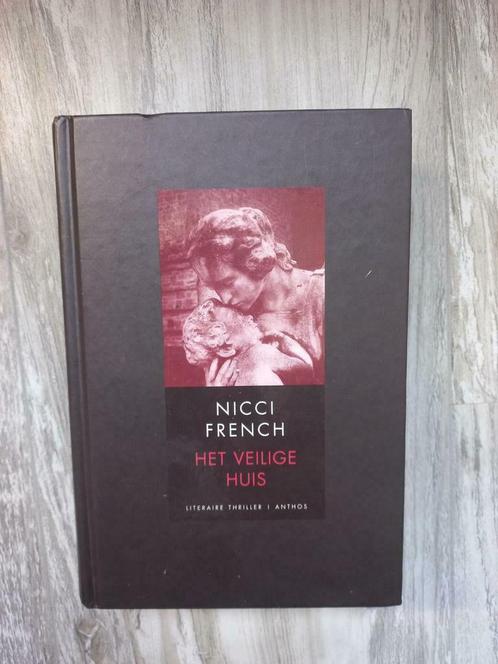 NICCI
FRENCH
HET VEILIGE
HUIS
LITERAIRE THRILLER | ANTHOS